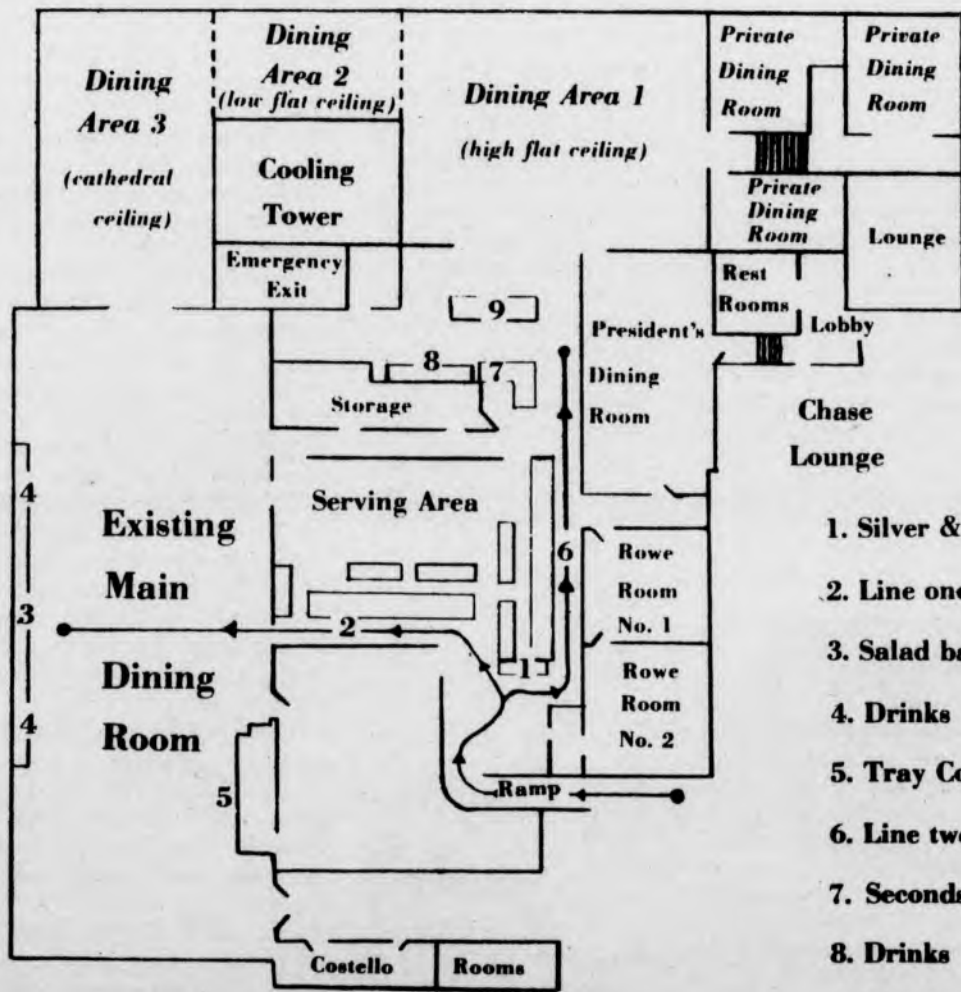 Dining
Area 3
(cathedral
ceiling)
Dining
Area 2
(low flat ceiling)
Cooling
Tower
Emergency
Exit
Dining Area 1
(high flat ceiling)
Private
Dining
Room
Private
Dining
Room
Private
Dining
Room
Lounge
Rest
Rooms
Lobby
President's
Dining
Room
Chase
Lounge
9
8
7
Storage
Serving Area
4
3
4
Existing
Main
Dining
Room
2
6
1
5
Rowe
Room
No. 1
Rowe
Room
No. 2
Ramp
Costello
Rooms
1. Silver &
2. Line one
3. Salad ba
4. Drinks
5. Tray Co
6. Line two
7. Seconds
8. Drinks